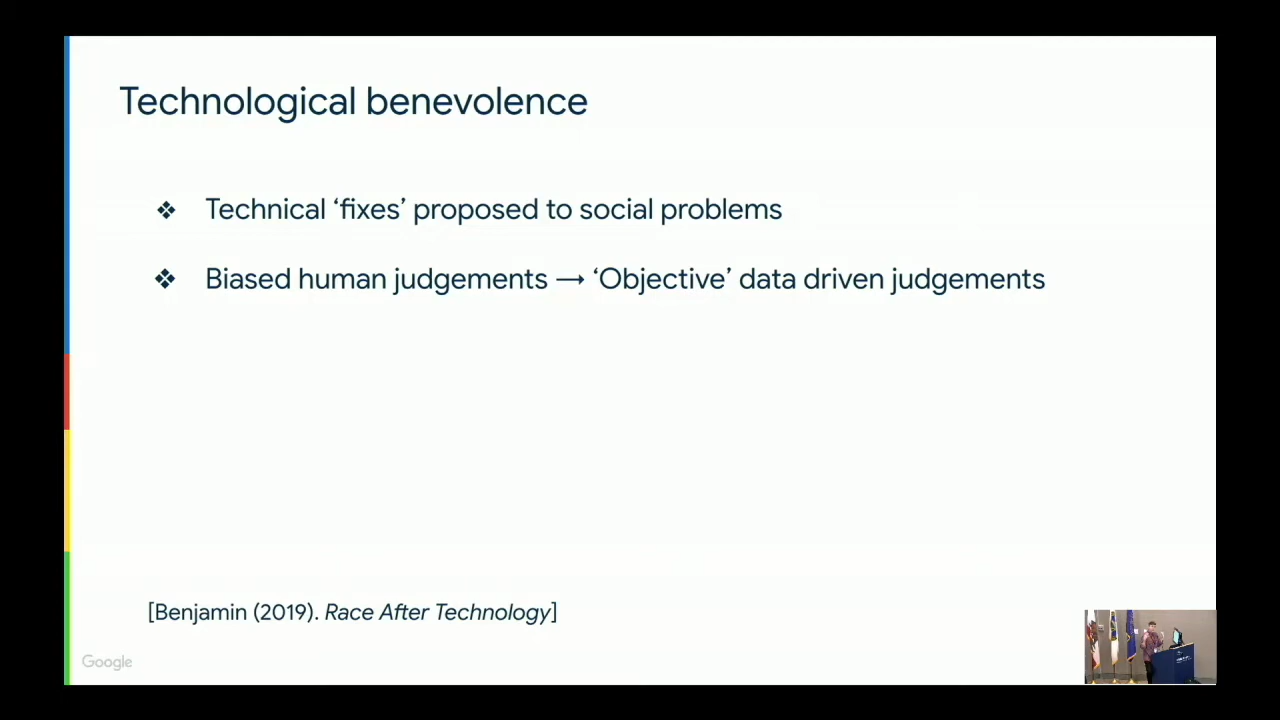 Technological benevolence
❖ Technical ‘fixes’ proposed to social problems
❖ Biased human judgements → ‘Objective’ data driven judgements
[Benjamin (2019). Race After Technology]
Google